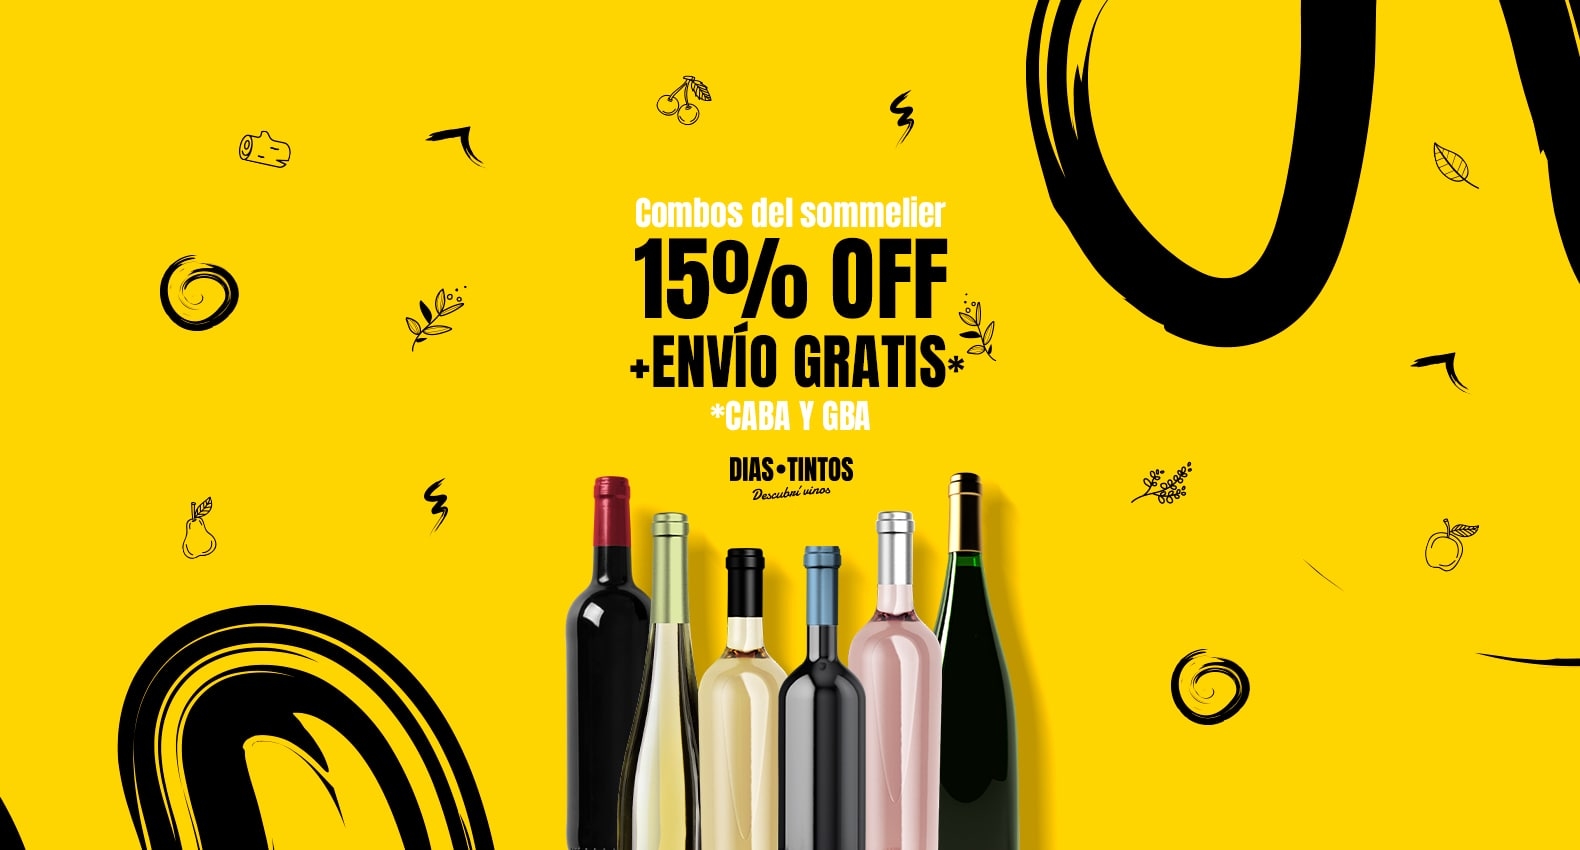 Combos del sommelier
15% OFF
+ENVÍO GRATIS*
*CABA Y GBA
DIAS•TINTOS
Descubrí vinos